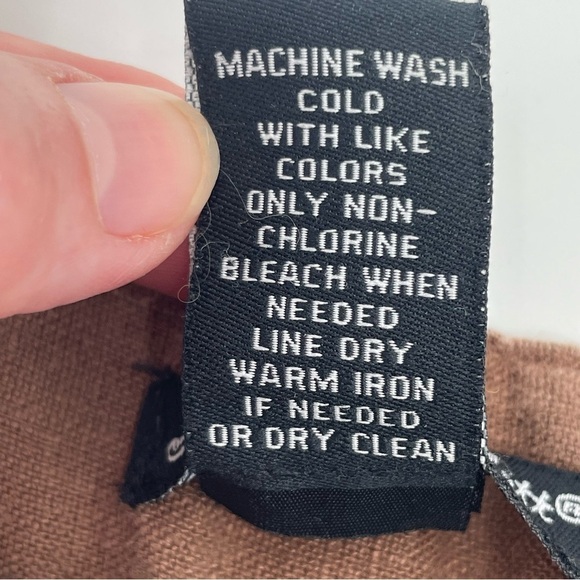 MACHINE WASH
COLD
WITH LIKE
COLORS
ONLY NON-
CHLORINE
BLEACH WHEN
NEEDED
LINE DRY
WARM IRON
IF NEEDED
OR DRY CLEAN